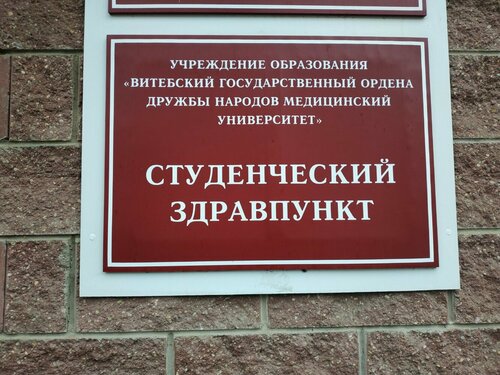 УЧРЕЖДЕНИЕ ОБРАЗОВАНИЯ
«ВИТЕБСКИЙ ГОСУДАРСТВЕННЫЙ ОРДЕНА
ДРУЖБЫ НАРОДОВ МЕДИЦИНСКИЙ
УНИВЕРСИТЕТ»
СТУДЕНЧЕСКИЙ
ЗДРАВПУНКТ